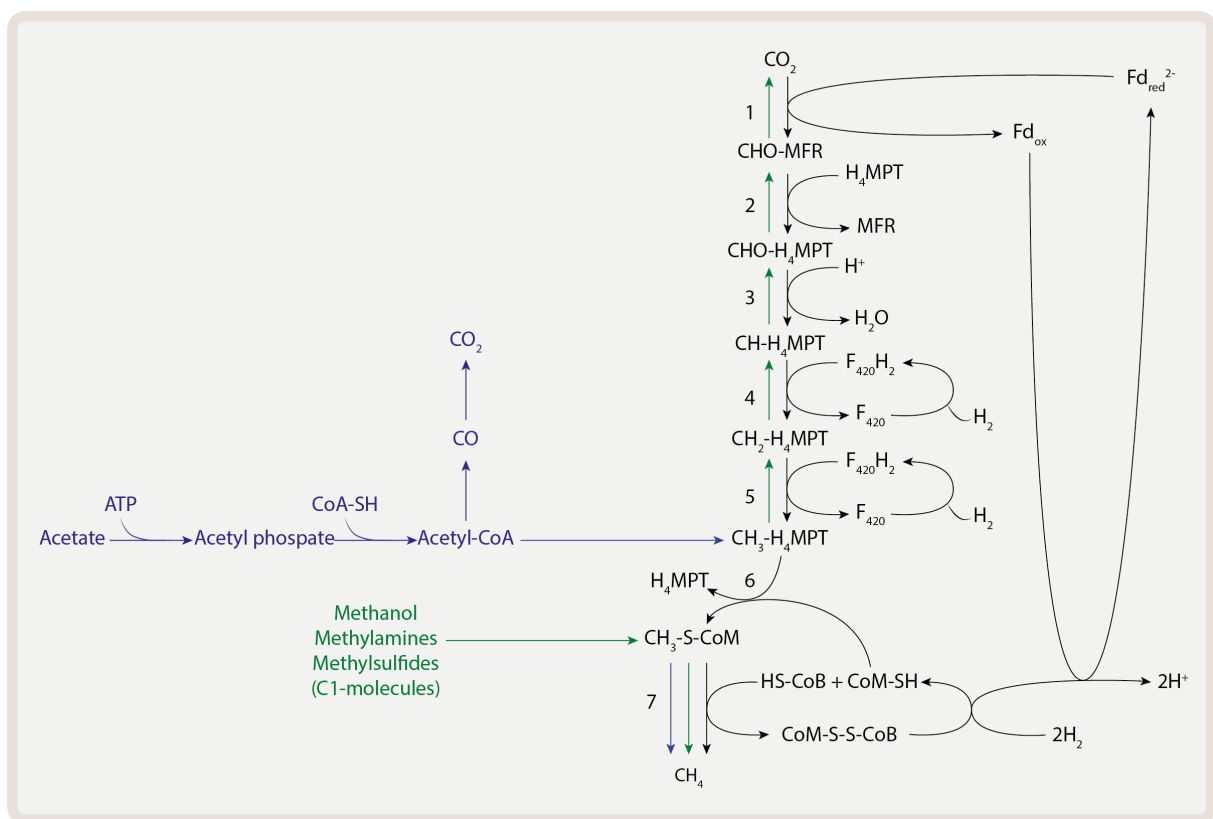 CO₂
Fd_red²⁻
1
Fd_ox
CHO-MFR
H₄MPT
2
MFR
CHO-H₄MPT
H⁺
3
H₂O
CH-H₄MPT
CO₂
F₄₂₀H₂
4
F₄₂₀
H₂
CO
CH₂-H₄MPT
F₄₂₀H₂
ATP
CoA-SH
5
F₄₂₀
H₂
Acetate
Acetyl phospate
Acetyl-CoA
CH₃-H₄MPT
H₄MPT
6
Methanol
Methylamines
Methylsulfides
(C1-molecules)
CH₃-S-CoM
HS-CoB + CoM-SH
2H⁺
7
CoM-S-S-CoB
2H₂
CH₄